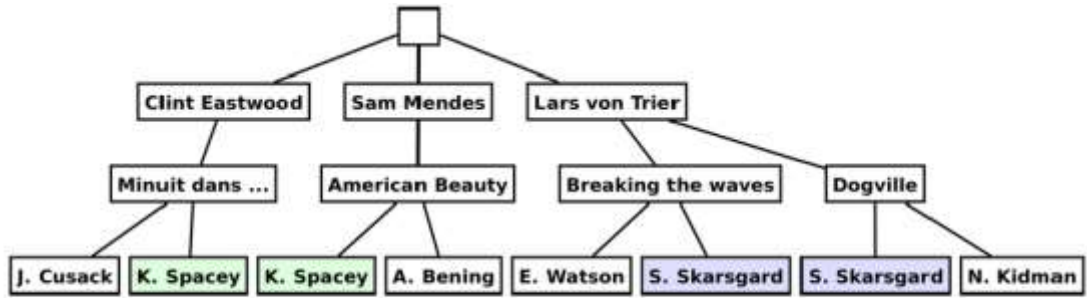 Clint Eastwood
Sam Mendes
Lars von Trier
Minuit dans ...
American Beauty
Breaking the waves
Dogville
J. Cusack
K. Spacey
K. Spacey
A. Bening
E. Watson
S. Skarsgard
S. Skarsgard
N. Kidman